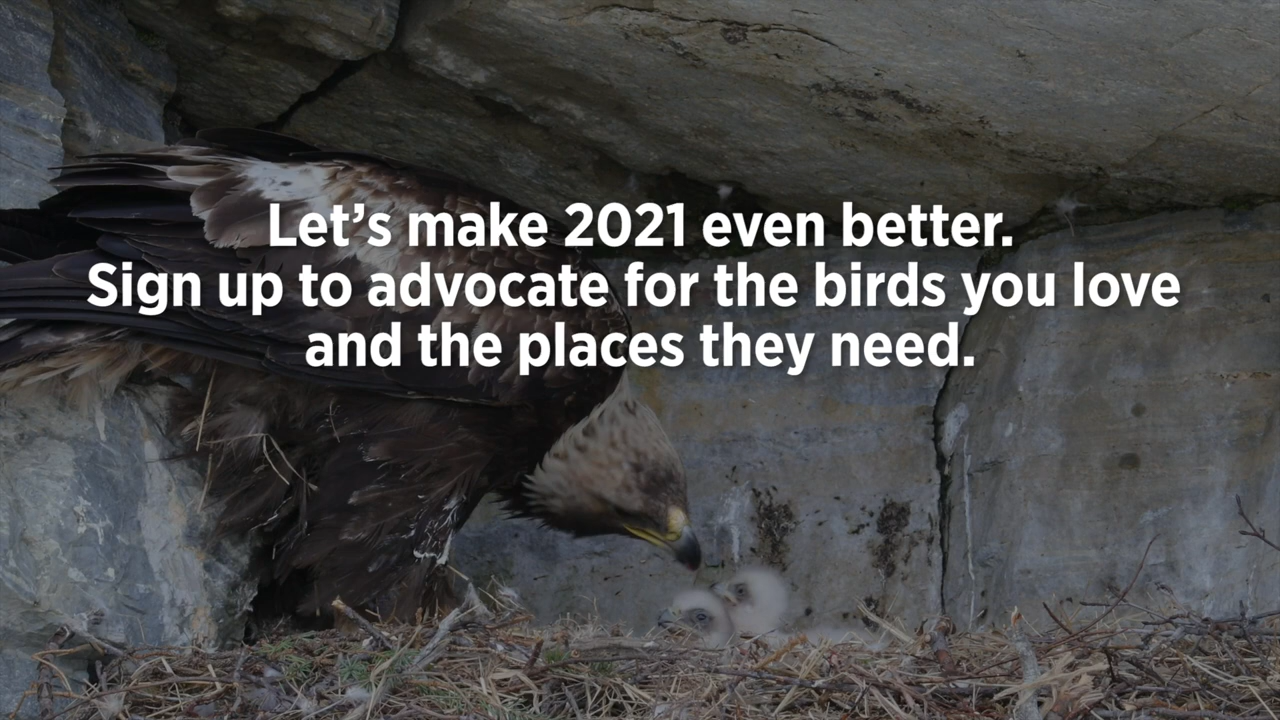 Let’s make 2021 even better.
Sign up to advocate for the birds you love
and the places they need.